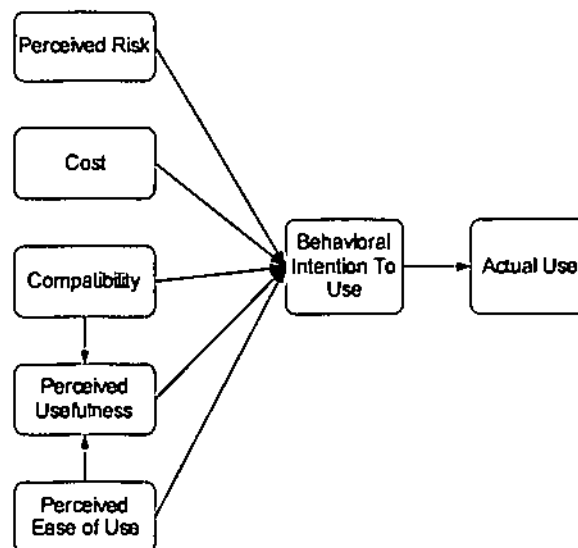 Perceived Risk
Cost
Compatibility
Perceived
Usefulness
Perceived
Ease of Use
Behavioral
Intention To
Use
Actual Use